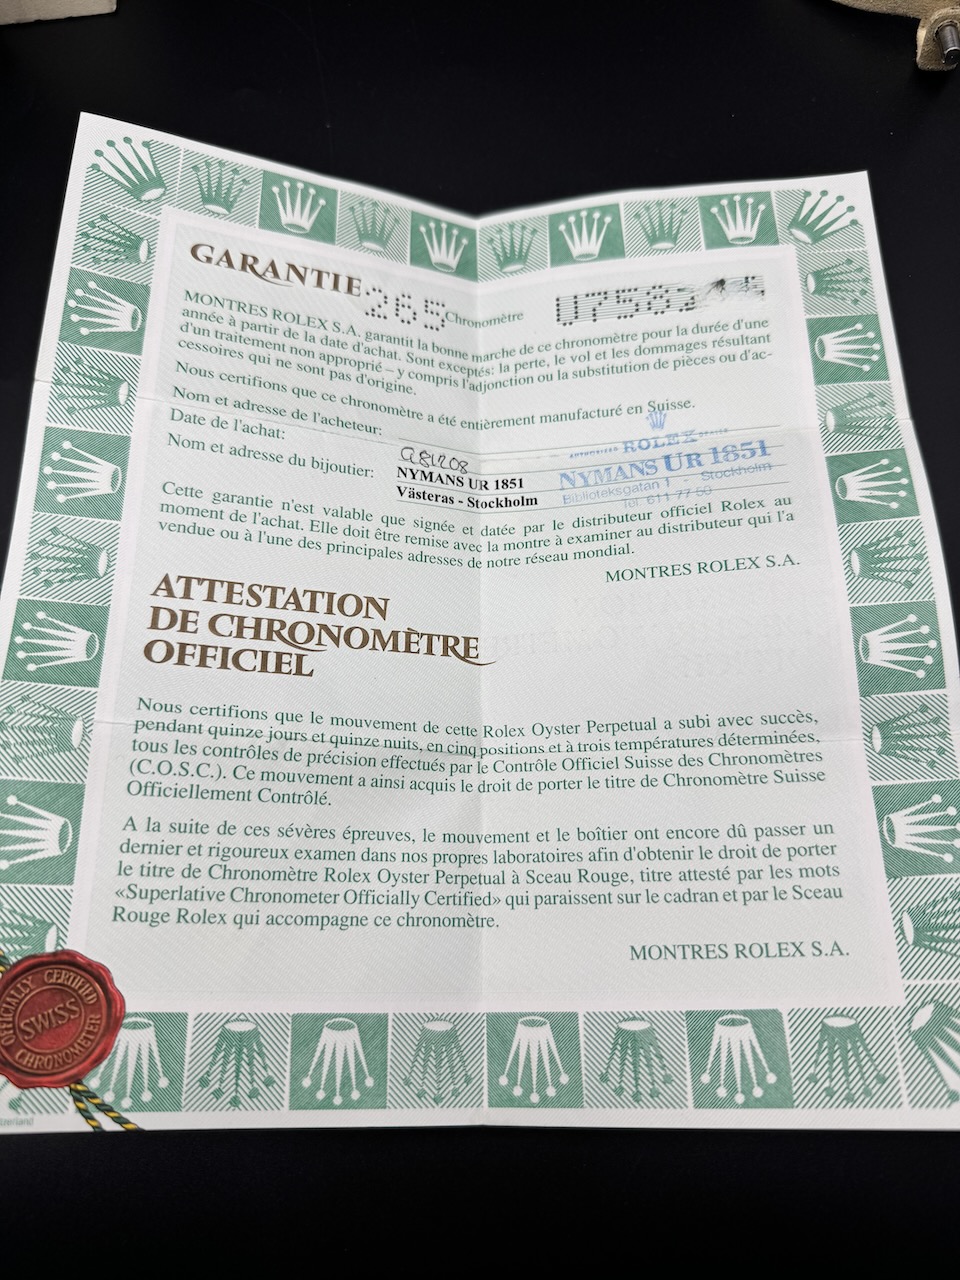 GARANTIE 265 Chronomètre
MONTRES ROLEX S.A. garantit la bonne marche de ce chronomètre pour la durée d'une
année à partir de la date d'achat. Sont exceptés: la perte, le vol et les dommages résultant
d'un traitement non approprié – y compris l'adjonction ou la substitution de pièces ou d'ac-
cessoires qui ne sont pas d'origine.
Nous certifions que ce chronomètre a été entièrement manufacturé en Suisse.
Nom et adresse de l'acheteur:
Date de l'achat:
Nom et adresse du bijoutier:
NYMANS UR 1851
Västeras - Stockholm
ROLEX
NYMANS UR 1851
Biblioteksgatan 1 - Stockholm
Tel. 611 77 60
Cette garantie n'est valable que signée et datée par le distributeur officiel Rolex au
moment de l'achat. Elle doit être remise avec la montre à examiner au distributeur qui l'a
vendue ou à l'une des principales adresses de notre réseau mondial.
MONTRES ROLEX S.A.
ATTESTATION
DE CHRONOMÈTRE
OFFICIEL
Nous certifions que le mouvement de cette Rolex Oyster Perpetual a subi avec succès,
pendant quinze jours et quinze nuits, en cinq positions et à trois températures déterminées,
tous les contrôles de précision effectués par le Contrôle Officiel Suisse des Chronomètres
(C.O.S.C.). Ce mouvement a ainsi acquis le droit de porter le titre de Chronomètre Suisse
Officiellement Contrôlé.
A la suite de ces sévères épreuves, le mouvement et le boîtier ont encore dû passer un
dernier et rigoureux examen dans nos propres laboratoires afin d'obtenir le droit de porter
le titre de Chronomètre Rolex Oyster Perpetual à Sceau Rouge, titre attesté par les mots
«Superlative Chronometer Officially Certified» qui paraissent sur le cadran et par le Sceau
Rouge Rolex qui accompagne ce chronomètre.
MONTRES ROLEX S.A.
OFFICIALLY CERTIFIED
SWISS
CHRONOMETER